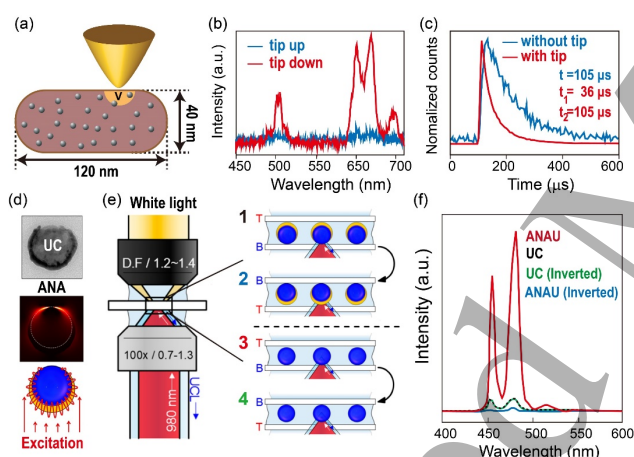 (a)
V
40 nm
120 nm
(b)
Intensity (a.u.)
tip up
tip down
450 500 600 700
Wavelength (nm)
(c)
Nomalized counts
without tip
with tip
t =105 µs
t1 = 36 µs
t2=105 µs
0 200 400 600
Time (µs)
(d)
UC
ANA
Excitation
(e)
White light
D.F / 1.2~1.4
100x / 0.7-1.3
980 nm
UCL
1
T
B
2
B
T
3
T
B
4
B
T
(f)
Intensity (a.u.)
ANAU
UC
UC (Inverted)
ANAU (Inverted)
400 450 500 550 600
Wavelength (nm)